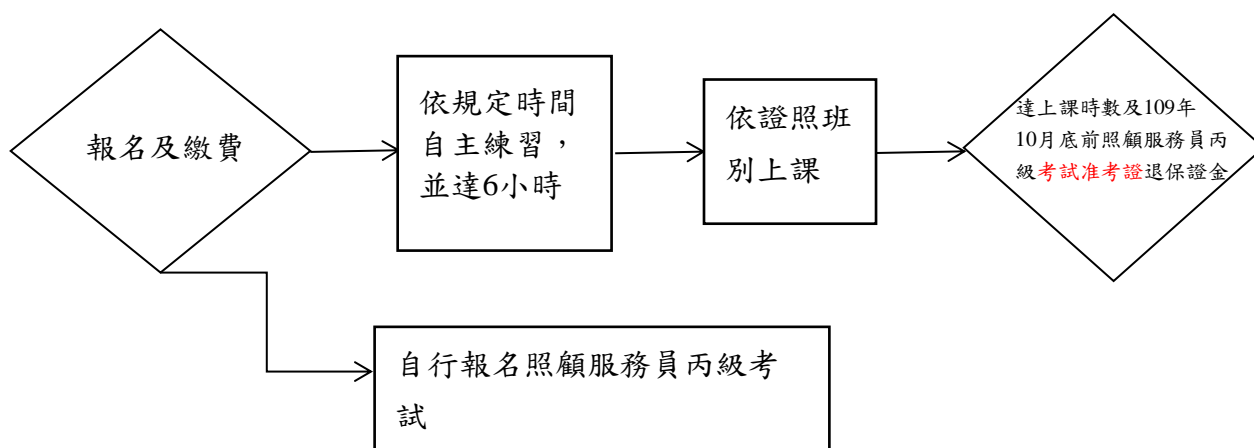 報名及繳費
依規定時間
自主練習，
並達6小時
依證照班
別上課
達上課時數及109年
10月底前照顧服務員丙
級考試准考證退保證金
自行報名照顧服務員丙級考
試